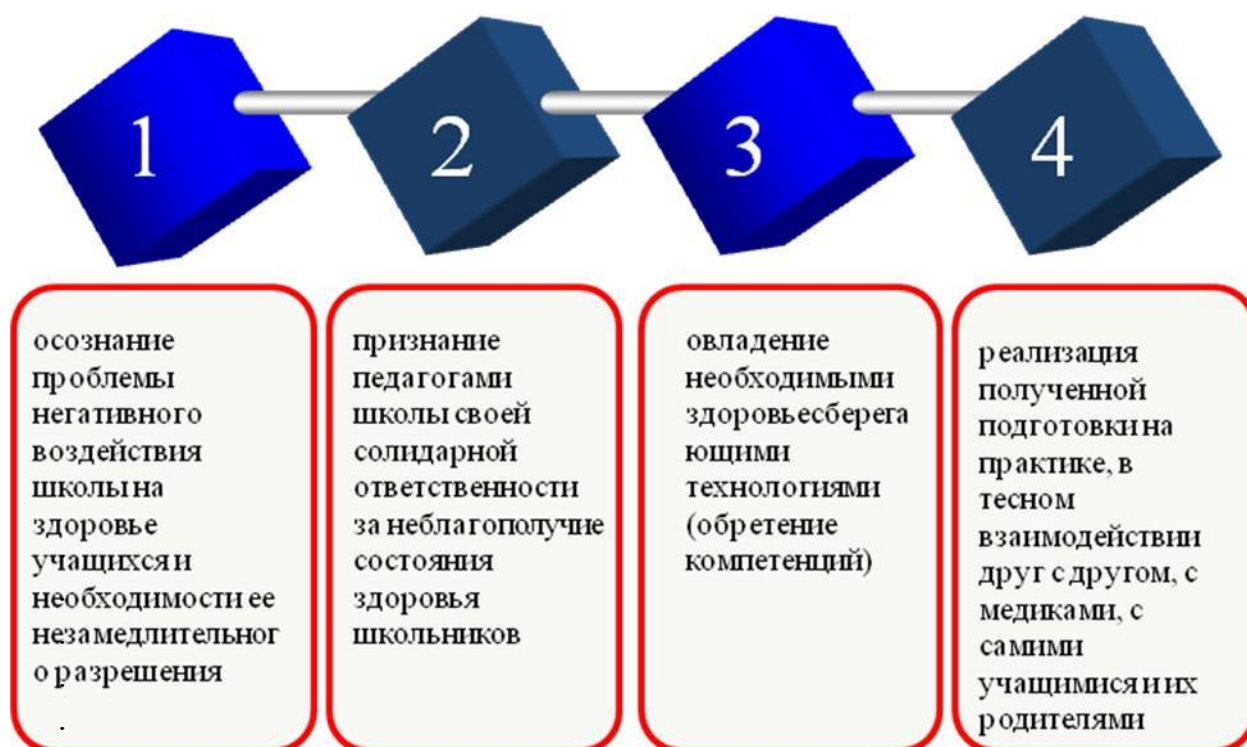 1
2
3
4
осознание
проблемы
негативного
воздействия
школы на
здоровье
учащихся и
необходимости ее
незамедлительног
о разрешения
признание
педагогами
школы своей
солидарной
ответственности
за неблагополучие
состояния
здоровья
школьников
овладение
необходимыми
здоровьесберега
ющими
технологиями
(обретение
компетенций)
реализация
полученной
подготовки на
практике, в
тесном
взаимодействии
друг с другом, с
медиками, с
самими
учащимися и их
родителями